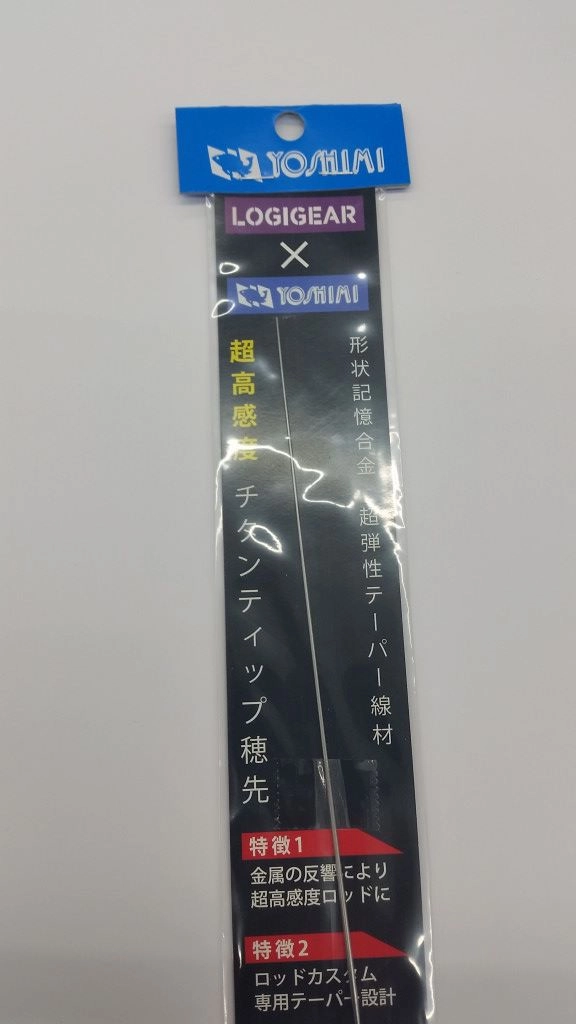 YOSHIMI
LOGIGEAR
×
YOSHIMI
形状記憶合金 超弾性テーパー線材
超高感度 チタンティップ穂先
特徴1
金属の反響により
超高感度ロッドに
特徴2
ロッドカスタム
専用テーパー設計